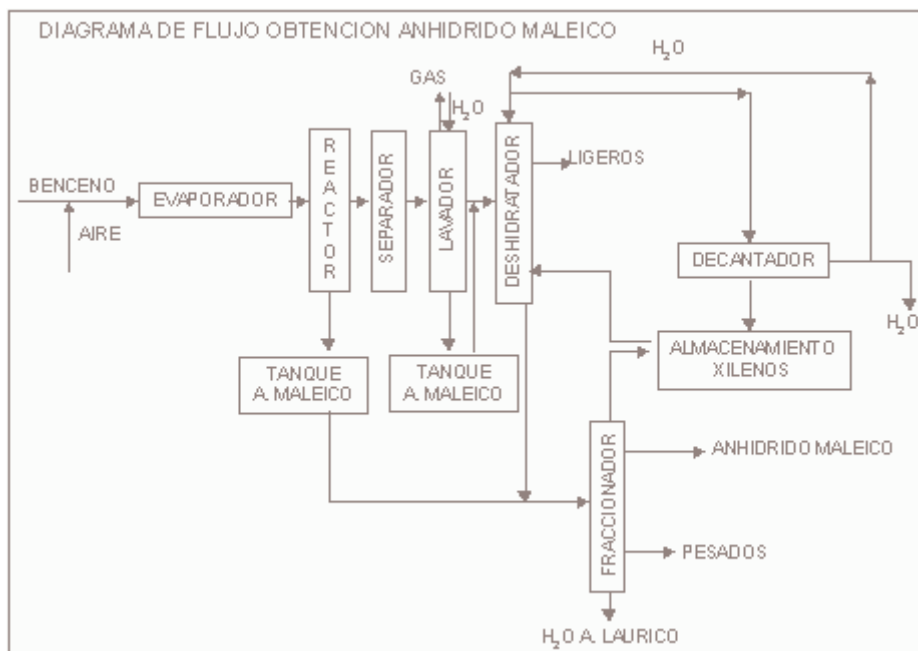 DIAGRAMA DE FLUJO OBTENCION ANHIDRIDO MALEICO
H₂O
GAS
H₂O
LIGEROS
BENCENO
AIRE
EVAPORADOR
REACTOR
SEPARADOR
LAVADOR
DESHIDRATADOR
DECANTADOR
H₂O
TANQUE
A. MALEICO
TANQUE
A. MALEICO
ALMACENAMIENTO
XILENOS
FRACCIONADOR
ANHIDRIDO MALEICO
PESADOS
H₂O A. LAURICO